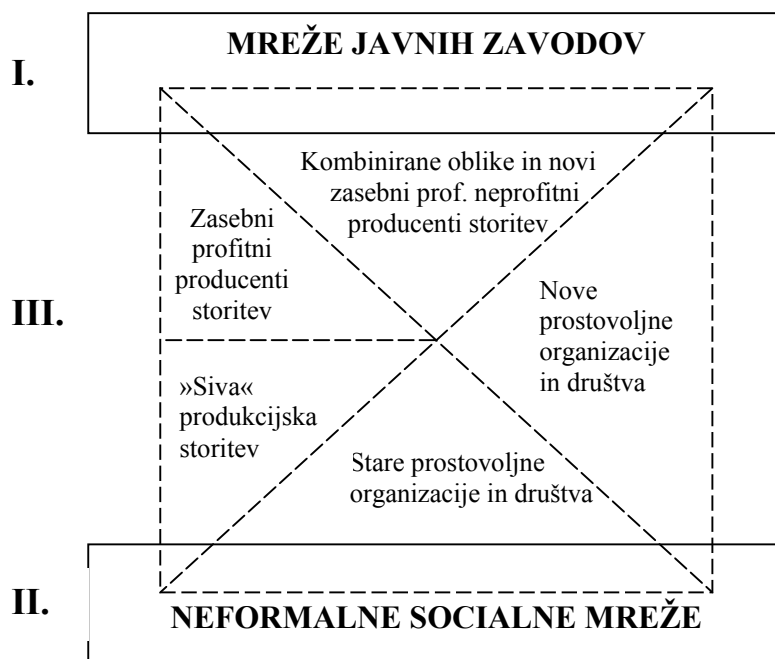 MREŽE JAVNIH ZAVODOV
I.
Kombinirane oblike in novi
zasebni prof. neprofitni
producenti storitev
Zasebni
profitni
producenti
storitev
III.
Nove
prostovoljne
organizacije
in društva
»Siva«
produkcijska
storitev
Stare prostovoljne
organizacije in društva
II.
NEFORMALNE SOCIALNE MREŽE